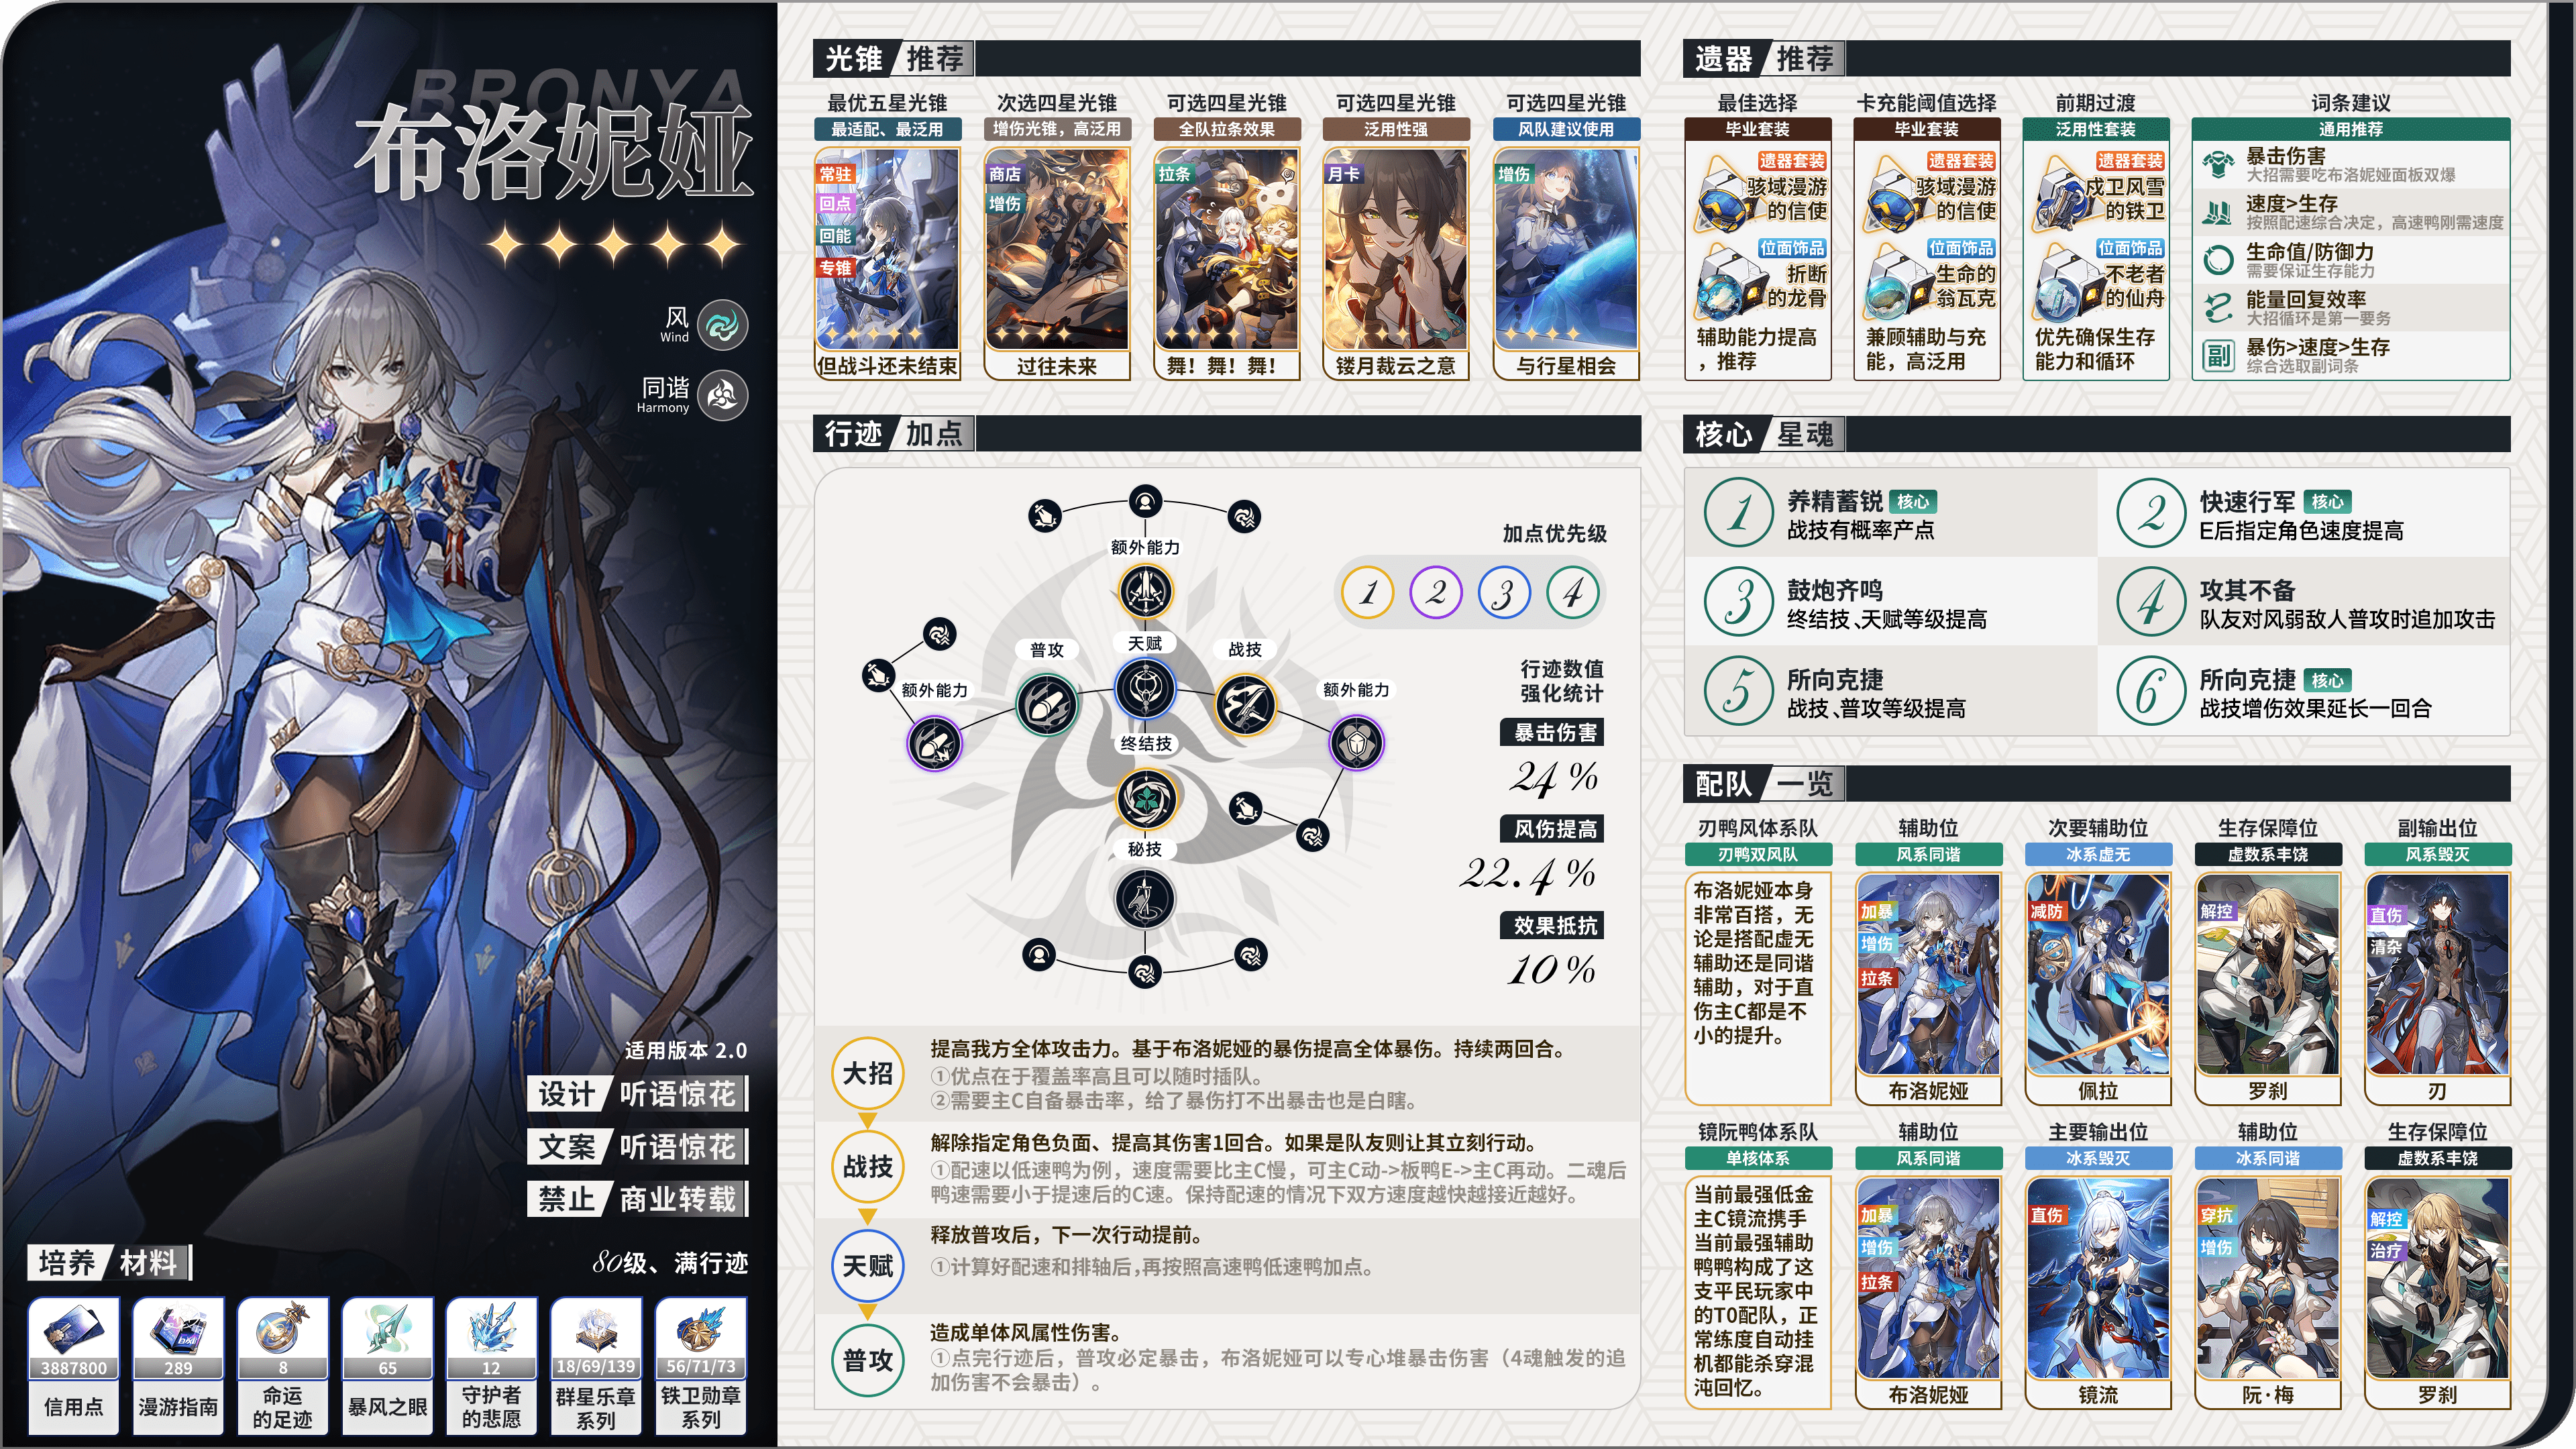 BRONYA
布洛妮娅
风
Wind
同谐
Harmony
适用版本 2.0
设计 听语惊花
文案 听语惊花
禁止 商业转载
培养 材料
80级、满行迹
3887800
信用点
289
漫游指南
8
命运
的足迹
65
暴风之眼
12
守护者
的悲愿
18/69/139
群星乐章
系列
56/71/73
铁卫勋章
系列
光锥 推荐
最优五星光锥
最适配、最泛用
常驻
回点
回能
专锥
但战斗还未结束
次选四星光锥
增伤光锥，高泛用
商店
增伤
过往未来
可选四星光锥
全队拉条效果
拉条
舞！舞！舞！
可选四星光锥
泛用性强
月卡
镂月裁云之意
可选四星光锥
风队建议使用
增伤
与行星相会
行迹 加点
加点优先级
1 2 3 4
额外能力
天赋
普攻
战技
额外能力
额外能力
终结技
秘技
行迹数值
强化统计
暴击伤害
24 %
风伤提高
22.4 %
效果抵抗
10 %
大招
提高我方全体攻击力。基于布洛妮娅的暴伤提高全体暴伤。持续两回合。
①优点在于覆盖率高且可以随时插队。
②需要主C自备暴击率，给了暴伤打不出暴击也是白瞎。
战技
解除指定角色负面、提高其伤害1回合。如果是队友则让其立刻行动。
①配速以低速鸭为例，速度需要比主C慢，可主C动->板鸭E->主C再动。二魂后
鸭速需要小于提速后的C速。保持配速的情况下双方速度越快越接近越好。
天赋
释放普攻后，下一次行动提前。
①计算好配速和排轴后,再按照高速鸭低速鸭加点。
普攻
造成单体风属性伤害。
①点完行迹后，普攻必定暴击，布洛妮娅可以专心堆暴击伤害（4魂触发的追
加伤害不会暴击）。
遗器 推荐
最佳选择
毕业套装
遗器套装
骇域漫游
的信使
位面饰品
折断
的龙骨
辅助能力提高
，推荐
卡充能阈值选择
毕业套装
遗器套装
骇域漫游
的信使
位面饰品
生命的
翁瓦克
兼顾辅助与充
能，高泛用
前期过渡
泛用性套装
遗器套装
戍卫风雪
的铁卫
位面饰品
不老者
的仙舟
优先确保生存
能力和循环
词条建议
通用推荐
暴击伤害
大招需要吃布洛妮娅面板双爆
速度>生存
按照配速综合决定，高速鸭刚需速度
生命值/防御力
需要保证生存能力
能量回复效率
大招循环是第一要务
副
暴伤>速度>生存
综合选取副词条
核心 星魂
1
养精蓄锐 核心
战技有概率产点
2
快速行军 核心
E后指定角色速度提高
3
鼓炮齐鸣
终结技、天赋等级提高
4
攻其不备
队友对风弱敌人普攻时追加攻击
5
所向克捷
战技、普攻等级提高
6
所向克捷 核心
战技增伤效果延长一回合
配队 一览
刃鸭风体系队
刃鸭双风队
布洛妮娅本身
非常百搭，无
论是搭配虚无
辅助还是同谐
辅助，对于直
伤主C都是不
小的提升。
辅助位
风系同谐
加暴
增伤
拉条
布洛妮娅
次要辅助位
冰系虚无
减防
佩拉
生存保障位
虚数系丰饶
解控
罗刹
副输出位
风系毁灭
直伤
清杂
刃
镜阮鸭体系队
单核体系
当前最强低金
主C镜流携手
当前最强辅助
鸭鸭构成了这
支平民玩家中
的T0配队，正
常练度自动挂
机都能杀穿混
沌回忆。
辅助位
风系同谐
加暴
增伤
拉条
布洛妮娅
主要输出位
冰系毁灭
直伤
镜流
辅助位
冰系同谐
穿抗
增伤
阮·梅
生存保障位
虚数系丰饶
解控
治疗
罗刹